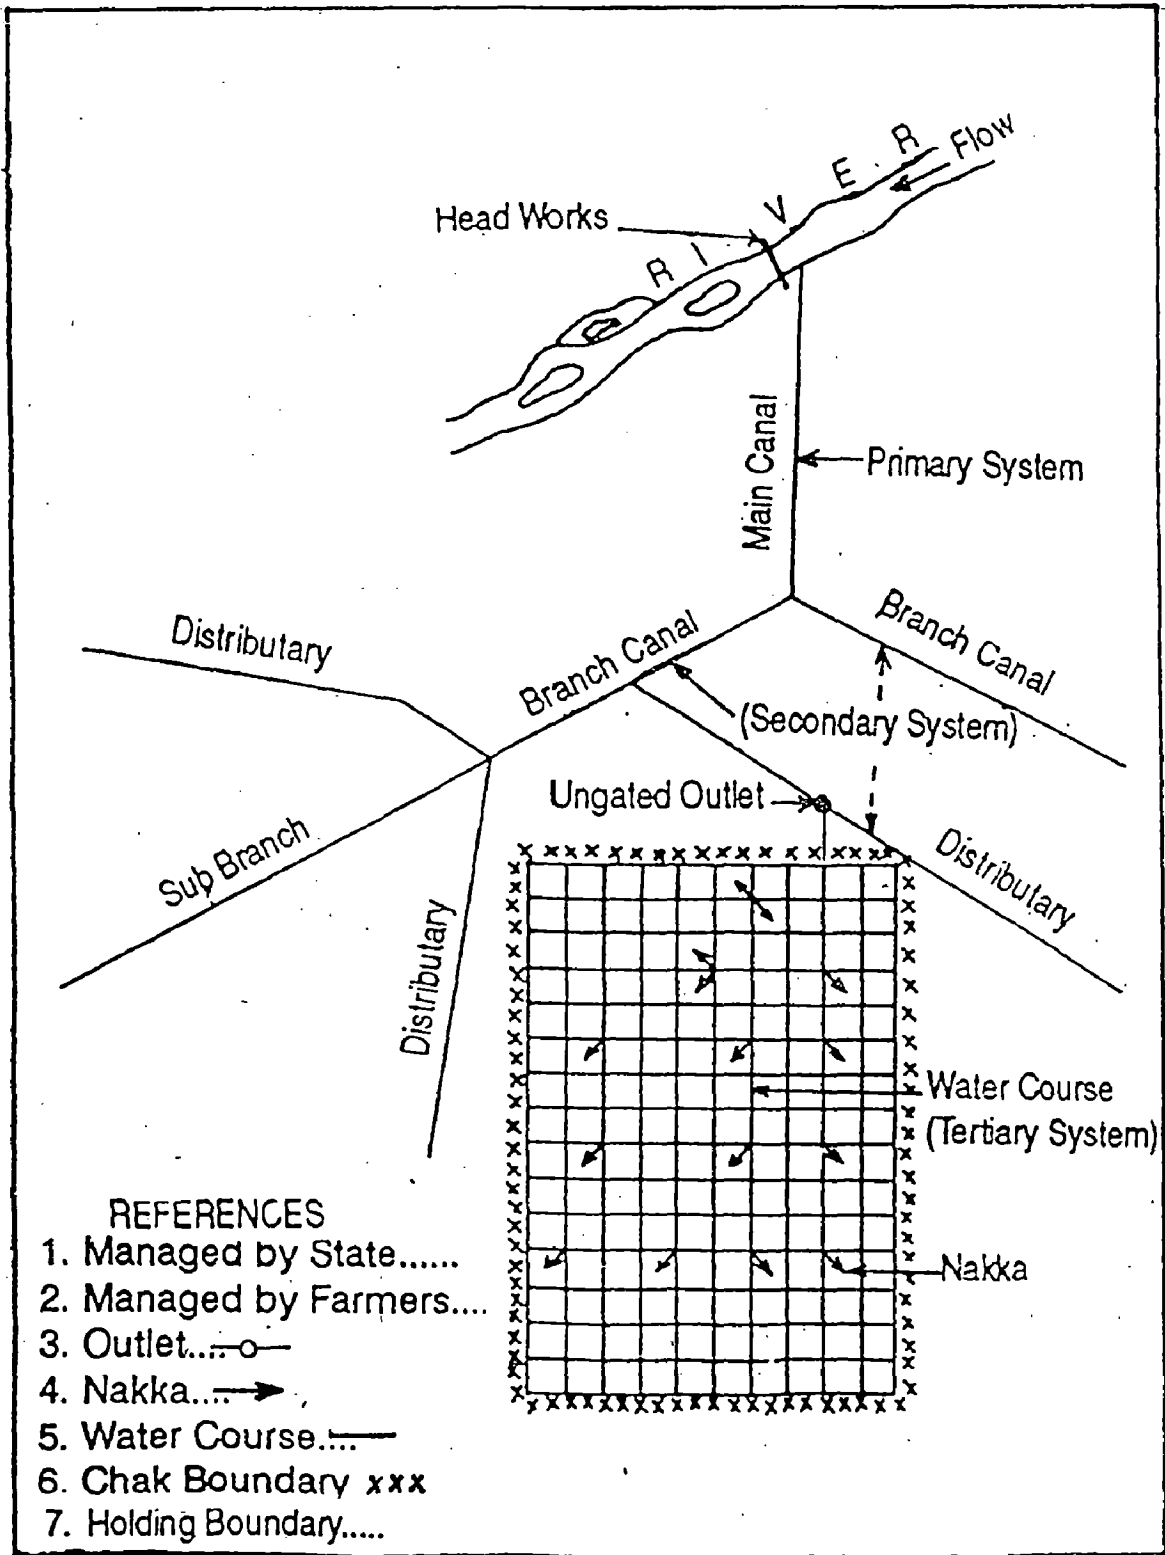 RIVER
Flow
Head Works
Main Canal
Primary System
Branch Canal
Branch Canal
Distributary
(Secondary System)
Ungated Outlet
Sub Branch
Distributary
Distributary
Water Course
(Tertiary System)
Nakka
REFERENCES
1. Managed by State......
2. Managed by Farmers....
3. Outlet....
4. Nakka....
5. Water Course....
6. Chak Boundary xxx
7. Holding Boundary.....